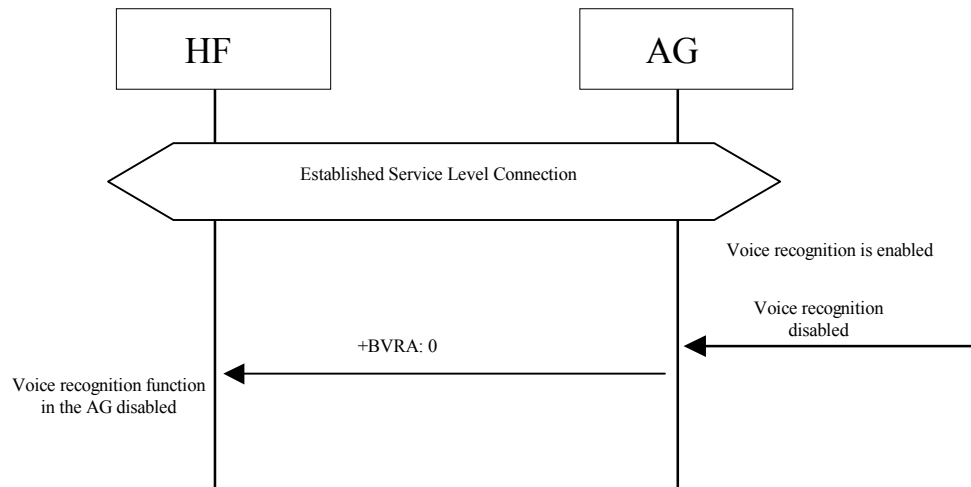 HF
AG
Established Service Level Connection
Voice recognition is enabled
Voice recognition
disabled
+BVRA: 0
Voice recognition function
in the AG disabled